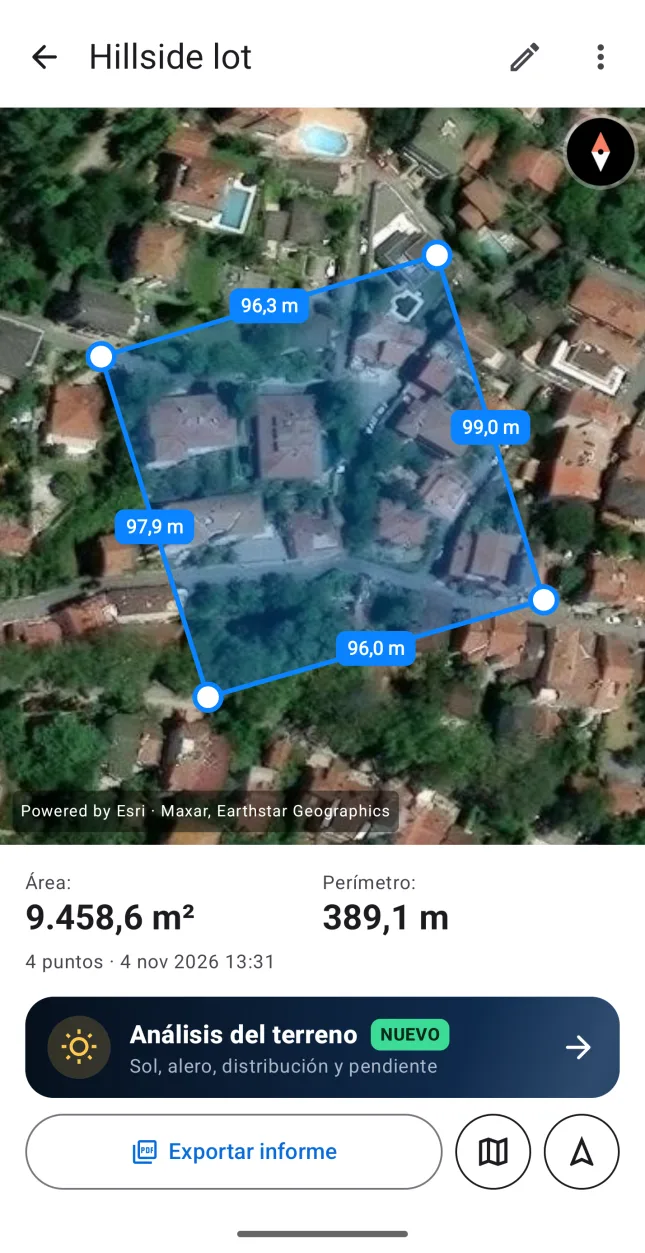 Hillside lot
96,3 m
99,0 m
97,9 m
96,0 m
Powered by Esri · Maxar, Earthstar Geographics
Área:
Perímetro:
9.458,6 m²
389,1 m
4 puntos · 4 nov 2026 13:31
Análisis del terreno NUEVO
Sol, alero, distribución y pendiente
PDF Exportar informe